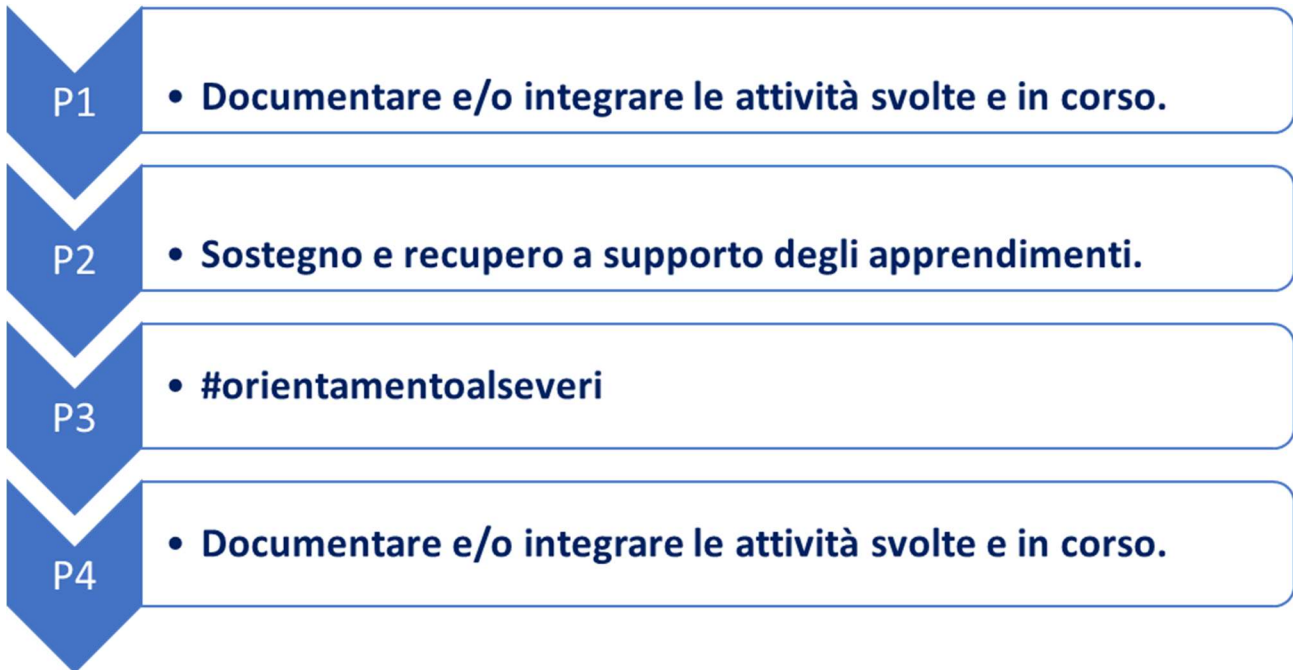 P1
• Documentare e/o integrare le attività svolte e in corso.
P2
• Sostegno e recupero a supporto degli apprendimenti.
P3
• #orientamentoalseveri
P4
• Documentare e/o integrare le attività svolte e in corso.